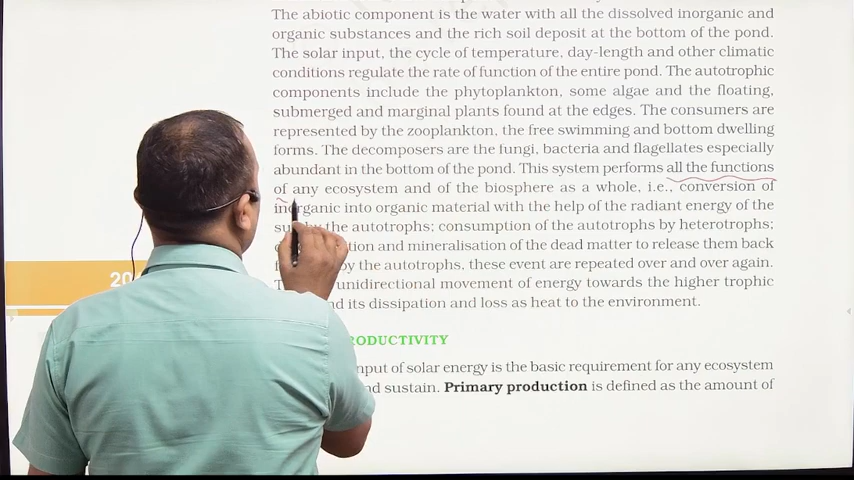 The abiotic component is the water with all the dissolved inorganic and
organic substances and the rich soil deposit at the bottom of the pond.
The solar input, the cycle of temperature, day-length and other climatic
conditions regulate the rate of function of the entire pond. The autotrophic
components include the phytoplankton, some algae and the floating,
submerged and marginal plants found at the edges. The consumers are
represented by the zooplankton, the free swimming and bottom dwelling
forms. The decomposers are the fungi, bacteria and flagellates especially
abundant in the bottom of the pond. This system performs all the functions
of any ecosystem and of the biosphere as a whole, i.e., conversion of
inorganic into organic material with the help of the radiant energy of the
by the autotrophs; consumption of the autotrophs by heterotrophs;
tion and mineralisation of the dead matter to release them back
by the autotrophs, these event are repeated over and over again.
unidirectional movement of energy towards the higher trophic
nd its dissipation and loss as heat to the environment.
20
RODUCTIVITY
input of solar energy is the basic requirement for any ecosystem
nd sustain. Primary production is defined as the amount of